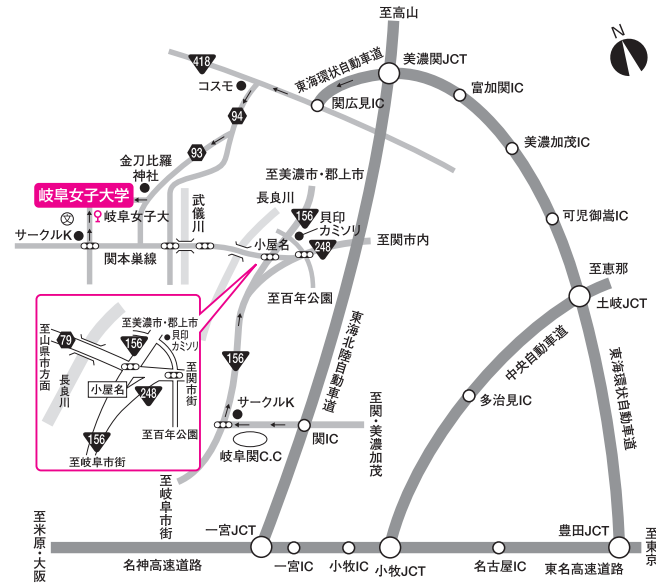 至高山
N
418
美濃関JCT
東海環状自動車道
コスモ
富加関IC
関広見IC
94
美濃加茂IC
93
金刀比羅
神社
至美濃市・郡上市
岐阜女子大学
武儀川
長良川
156
岐阜女子大
貝印
カミソリ
可児御嵩IC
サークルK
小屋名
248
至関市内
関本巣線
至恵那
至百年公園
土岐JCT
至美濃市・郡上市
79
156
貝印
カミソリ
至山県市方面
東海北陸自動車道
中央自動車道
東海環状自動車道
156
長良川
小屋名
248
至関市街
多治見IC
サークルK
至関・美濃加茂
156
至百年公園
関IC
至岐阜市街
岐阜関C.C
至岐阜市街
至米原・大阪
一宮JCT
豊田JCT
至東京
名神高速道路
一宮IC
小牧IC
小牧JCT
名古屋IC
東名高速道路
文